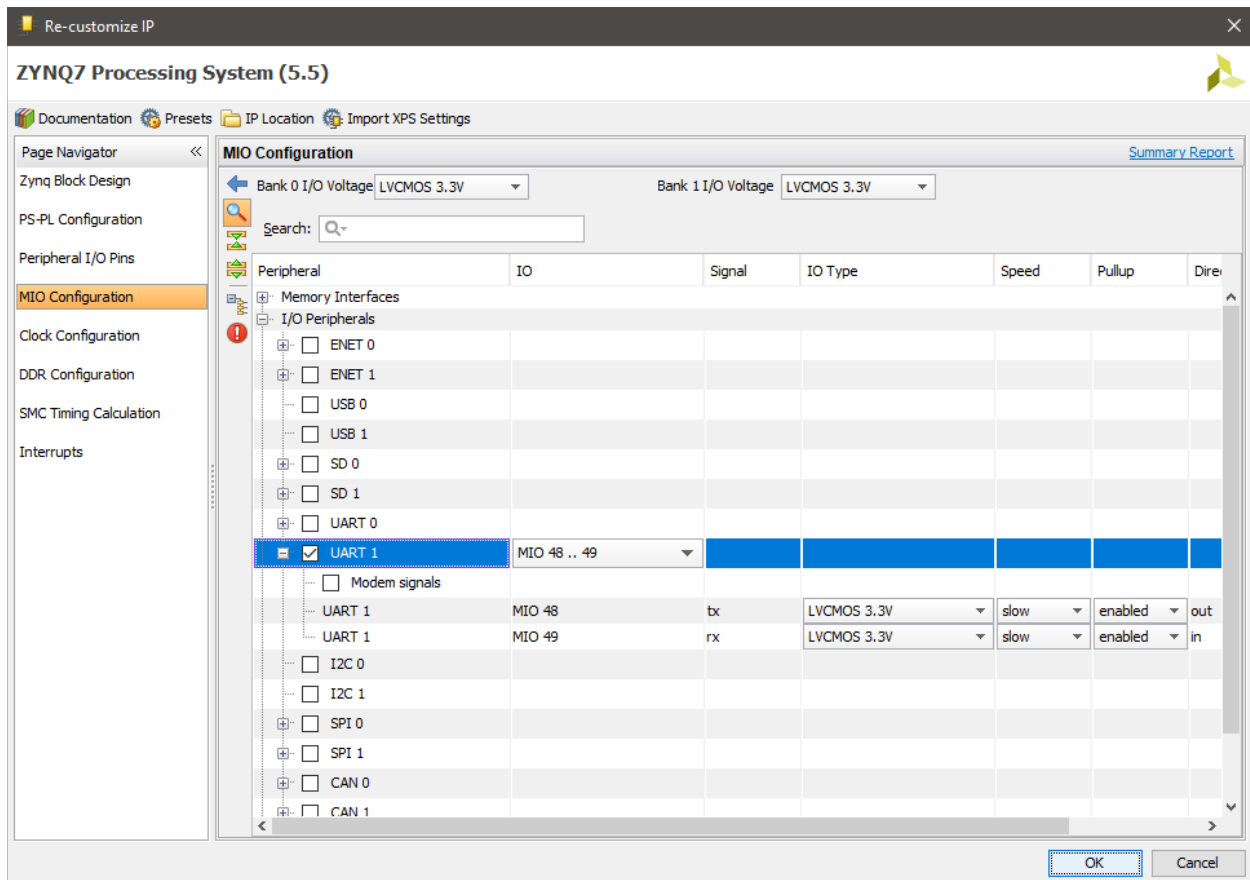 Re-customize IP
ZYNQ7 Processing System (5.5)
Documentation Presets IP Location Import XPS Settings
Page Navigator
Zynq Block Design
PS-PL Configuration
Peripheral I/O Pins
MIO Configuration
Clock Configuration
DDR Configuration
SMC Timing Calculation
Interrupts
MIO Configuration Summary Report
Bank 0 I/O Voltage LVCMOS 3.3V Bank 1 I/O Voltage LVCMOS 3.3V
Search:
Peripheral IO Signal IO Type Speed Pullup Direc
Memory Interfaces
I/O Peripherals
ENET 0
ENET 1
USB 0
USB 1
SD 0
SD 1
UART 0
UART 1 MIO 48 .. 49
Modem signals
UART 1 MIO 48 tx LVCMOS 3.3V slow enabled out
UART 1 MIO 49 rx LVCMOS 3.3V slow enabled in
I2C 0
I2C 1
SPI 0
SPI 1
CAN 0
CAN 1
OK Cancel